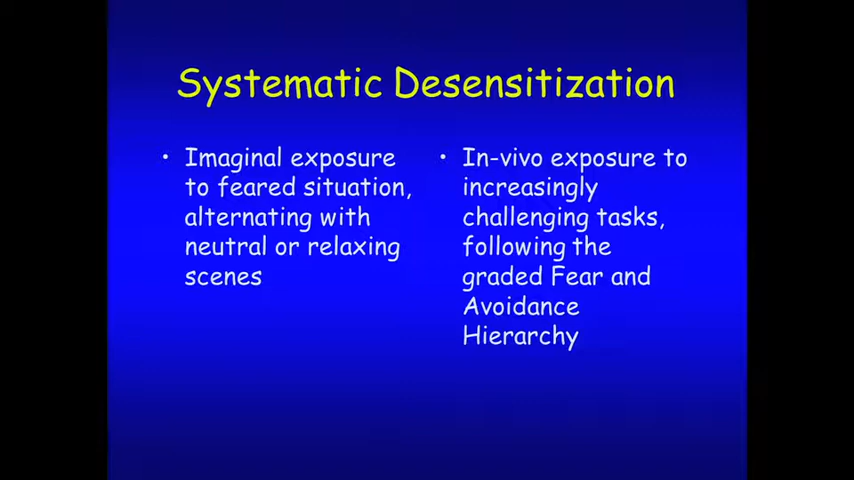 Systematic Desensitization
• Imaginal exposure
to feared situation,
alternating with
neutral or relaxing
scenes
• In-vivo exposure to
increasingly
challenging tasks,
following the
graded Fear and
Avoidance
Hierarchy